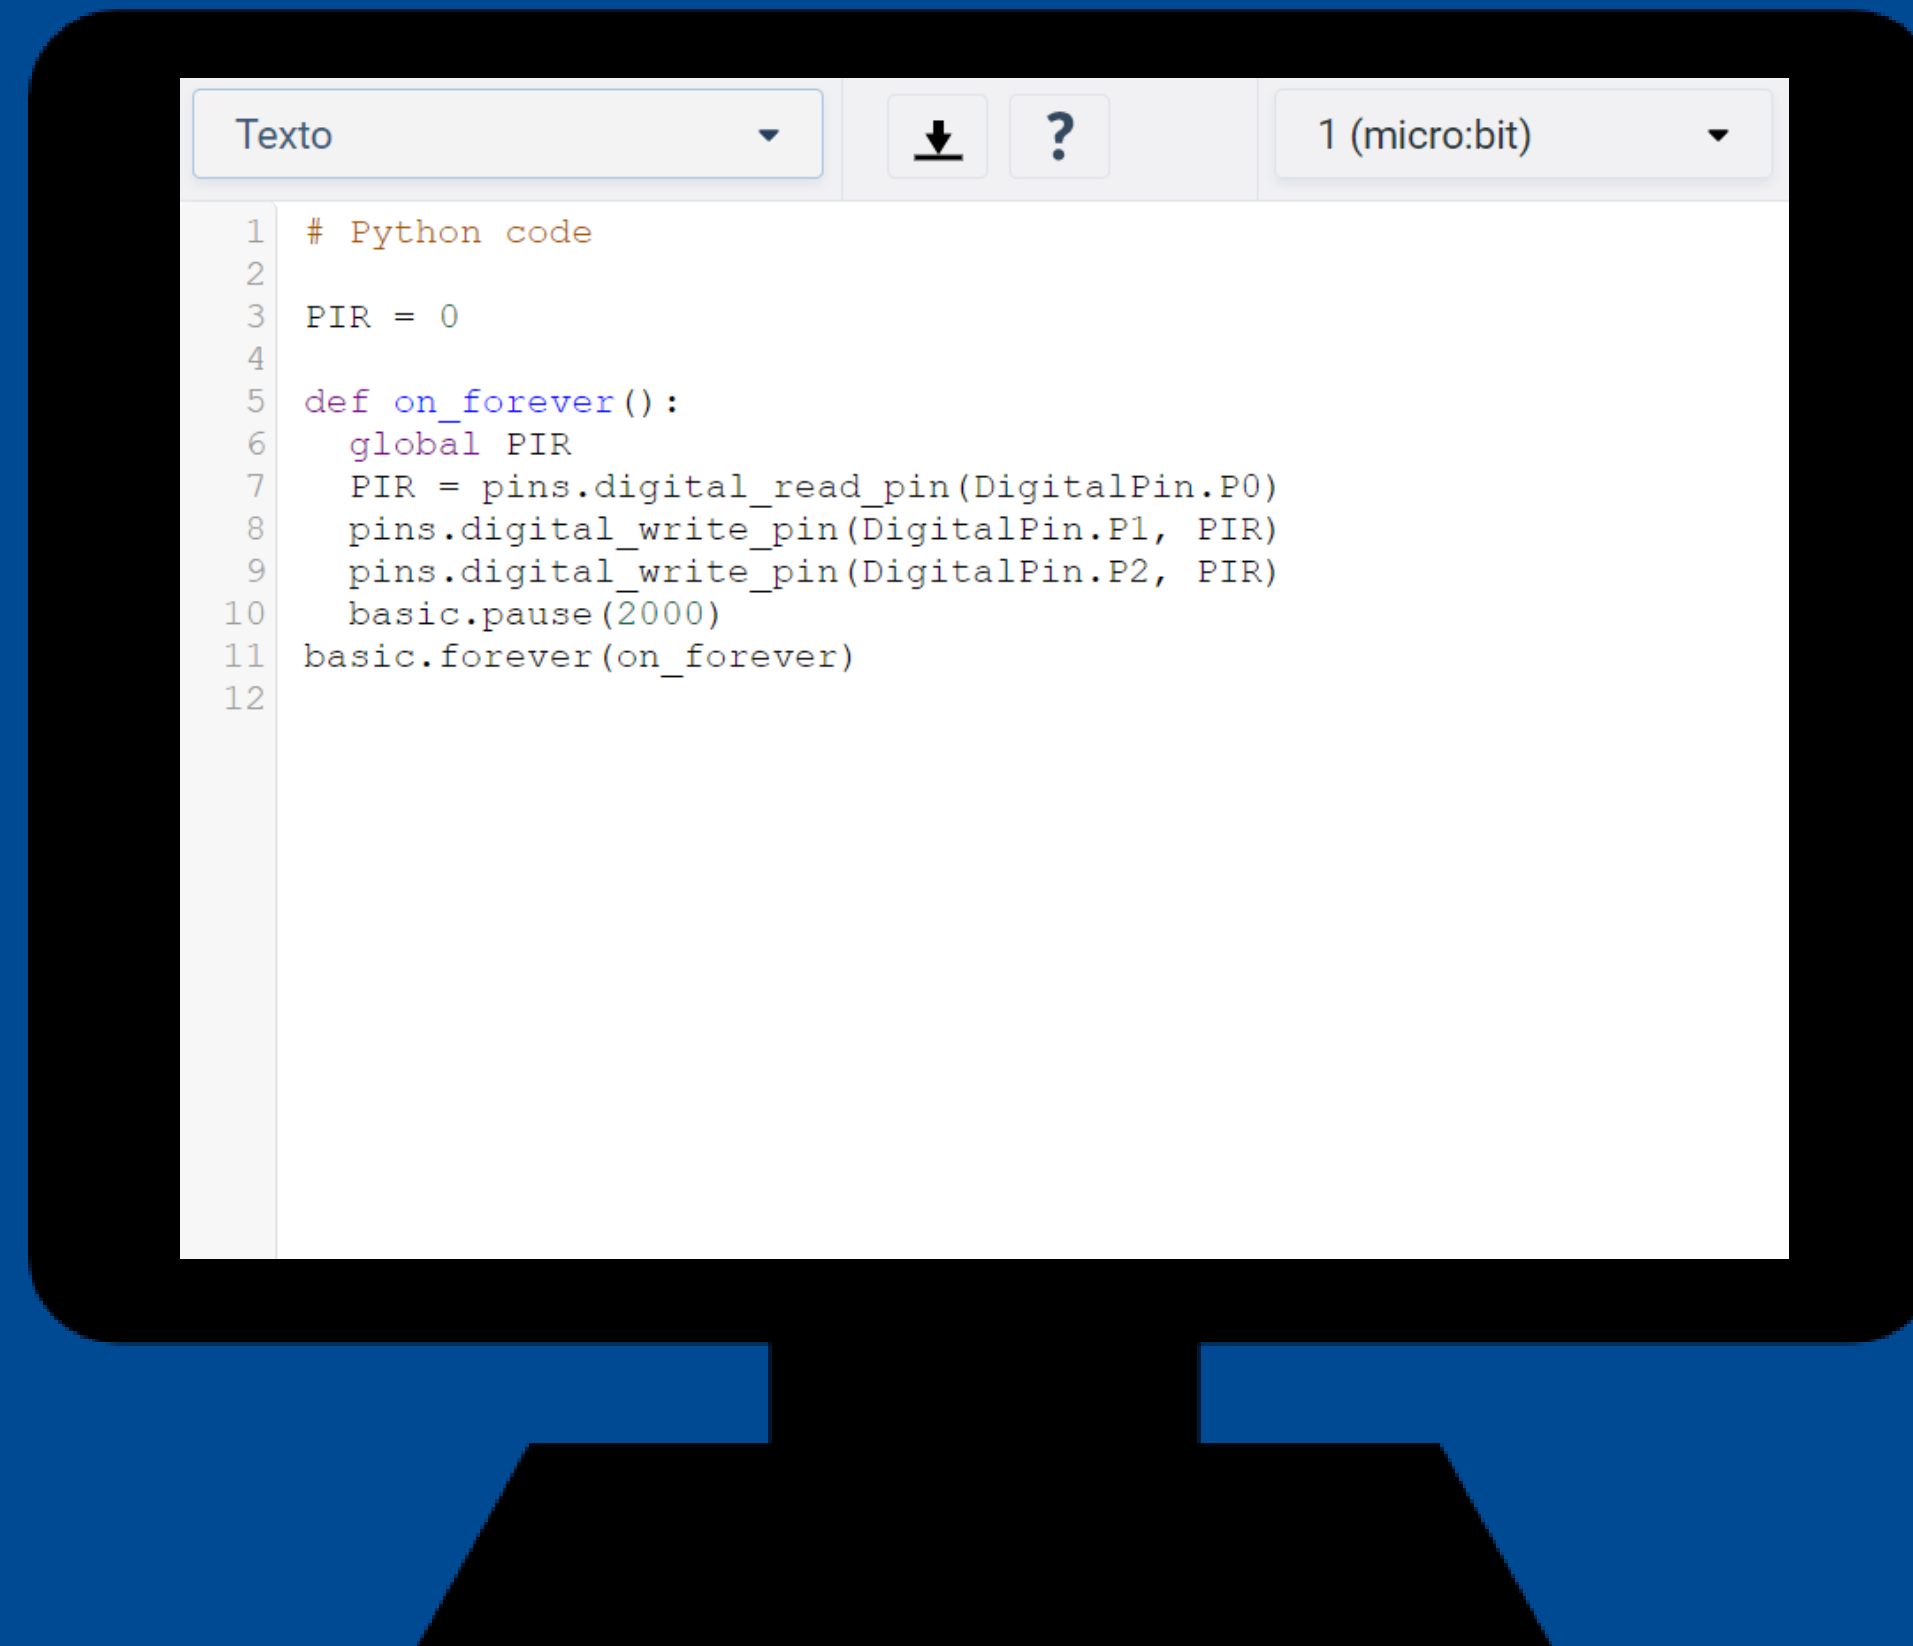 Texto
?
1 (micro:bit)
1 # Python code
2
3 PIR = 0
4
5 def on_forever():
6   global PIR
7   PIR = pins.digital_read_pin(DigitalPin.P0)
8   pins.digital_write_pin(DigitalPin.P1, PIR)
9   pins.digital_write_pin(DigitalPin.P2, PIR)
10   basic.pause(2000)
11 basic.forever(on_forever)
12